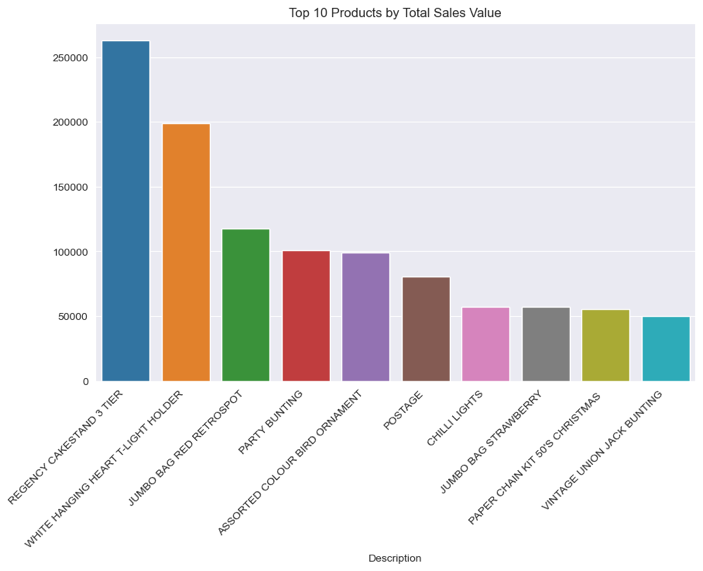 Top 10 Products by Total Sales Value
250000
200000
150000
100000
50000
0
REGENCY CAKESTAND 3 TIER
WHITE HANGING HEART T-LIGHT HOLDER
JUMBO BAG RED RETROSPOT
PARTY BUNTING
ASSORTED COLOUR BIRD ORNAMENT
POSTAGE
CHILLI LIGHTS
JUMBO BAG STRAWBERRY
PAPER CHAIN KIT 50'S CHRISTMAS
VINTAGE UNION JACK BUNTING
Description